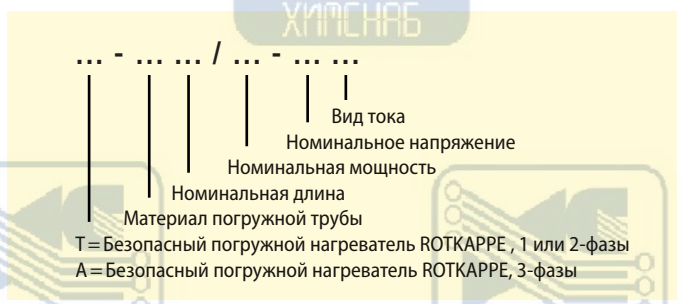 ХИМСНАБ
... - ... ... / ... - ... ...
Вид тока
Номинальное напряжение
Номинальная мощность
Номинальная длина
Материал погружной трубы
T = Безопасный погружной нагреватель ROTKAPPE , 1 или 2-фазы
A = Безопасный погружной нагреватель ROTKAPPE, 3-фазы